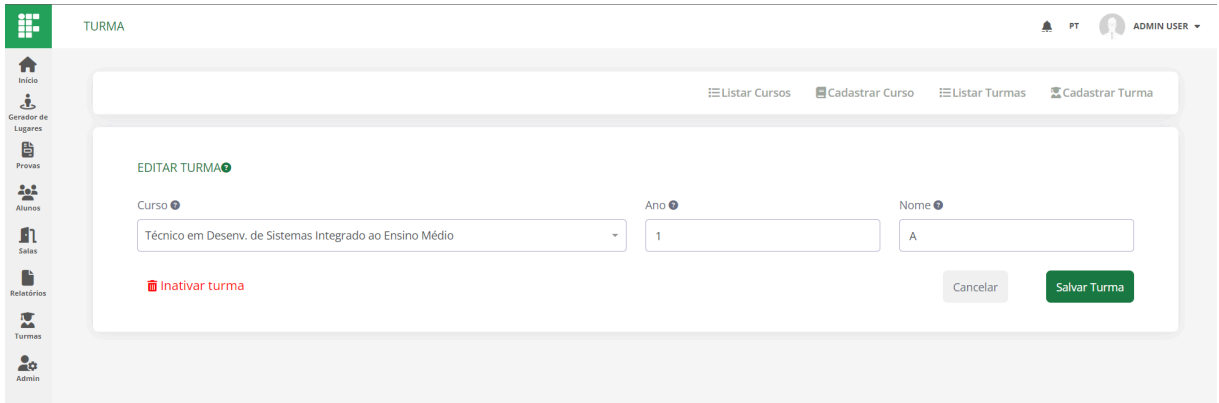 TURMA
PT
ADMIN USER
Início
Gerador de
Lugares
Provas
Alunos
Salas
Relatórios
Turmas
Admin
Listar Cursos
Cadastrar Curso
Listar Turmas
Cadastrar Turma
EDITAR TURMA
Curso
Ano
Nome
Técnico em Desenv. de Sistemas Integrado ao Ensino Médio
1
A
Inativar turma
Cancelar
Salvar Turma